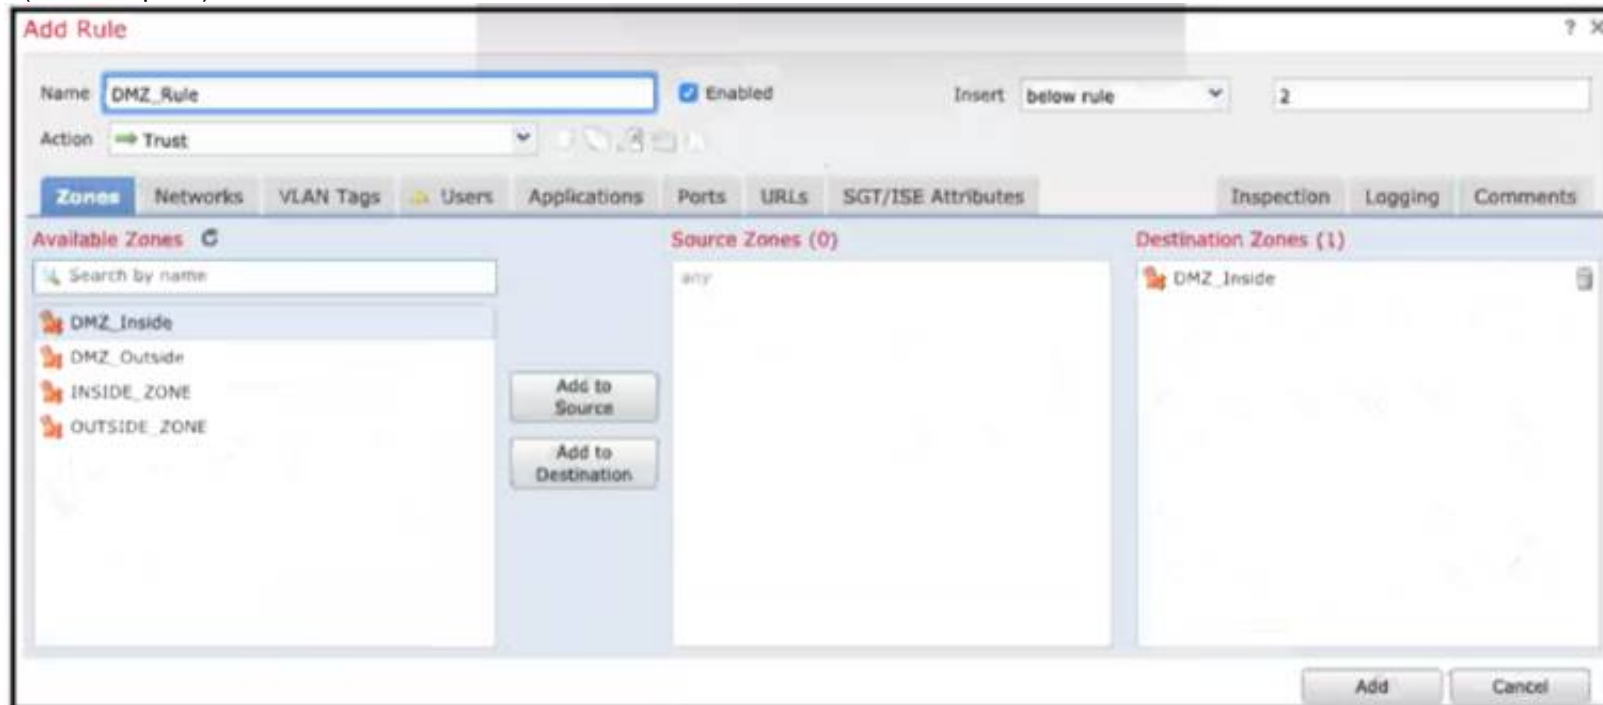 Add Rule ? X
Name DMZ_Rule Enabled Insert below rule 2
Action Trust
Zones Networks VLAN Tags Users Applications Ports URLs SGT/ISE Attributes Inspection Logging Comments
Available Zones Source Zones (0) Destination Zones (1)
Search by name any DMZ_Inside
DMZ_Inside
DMZ_Outside
INSIDE_ZONE
OUTSIDE_ZONE
Add to
Source
Add to
Destination
Add Cancel